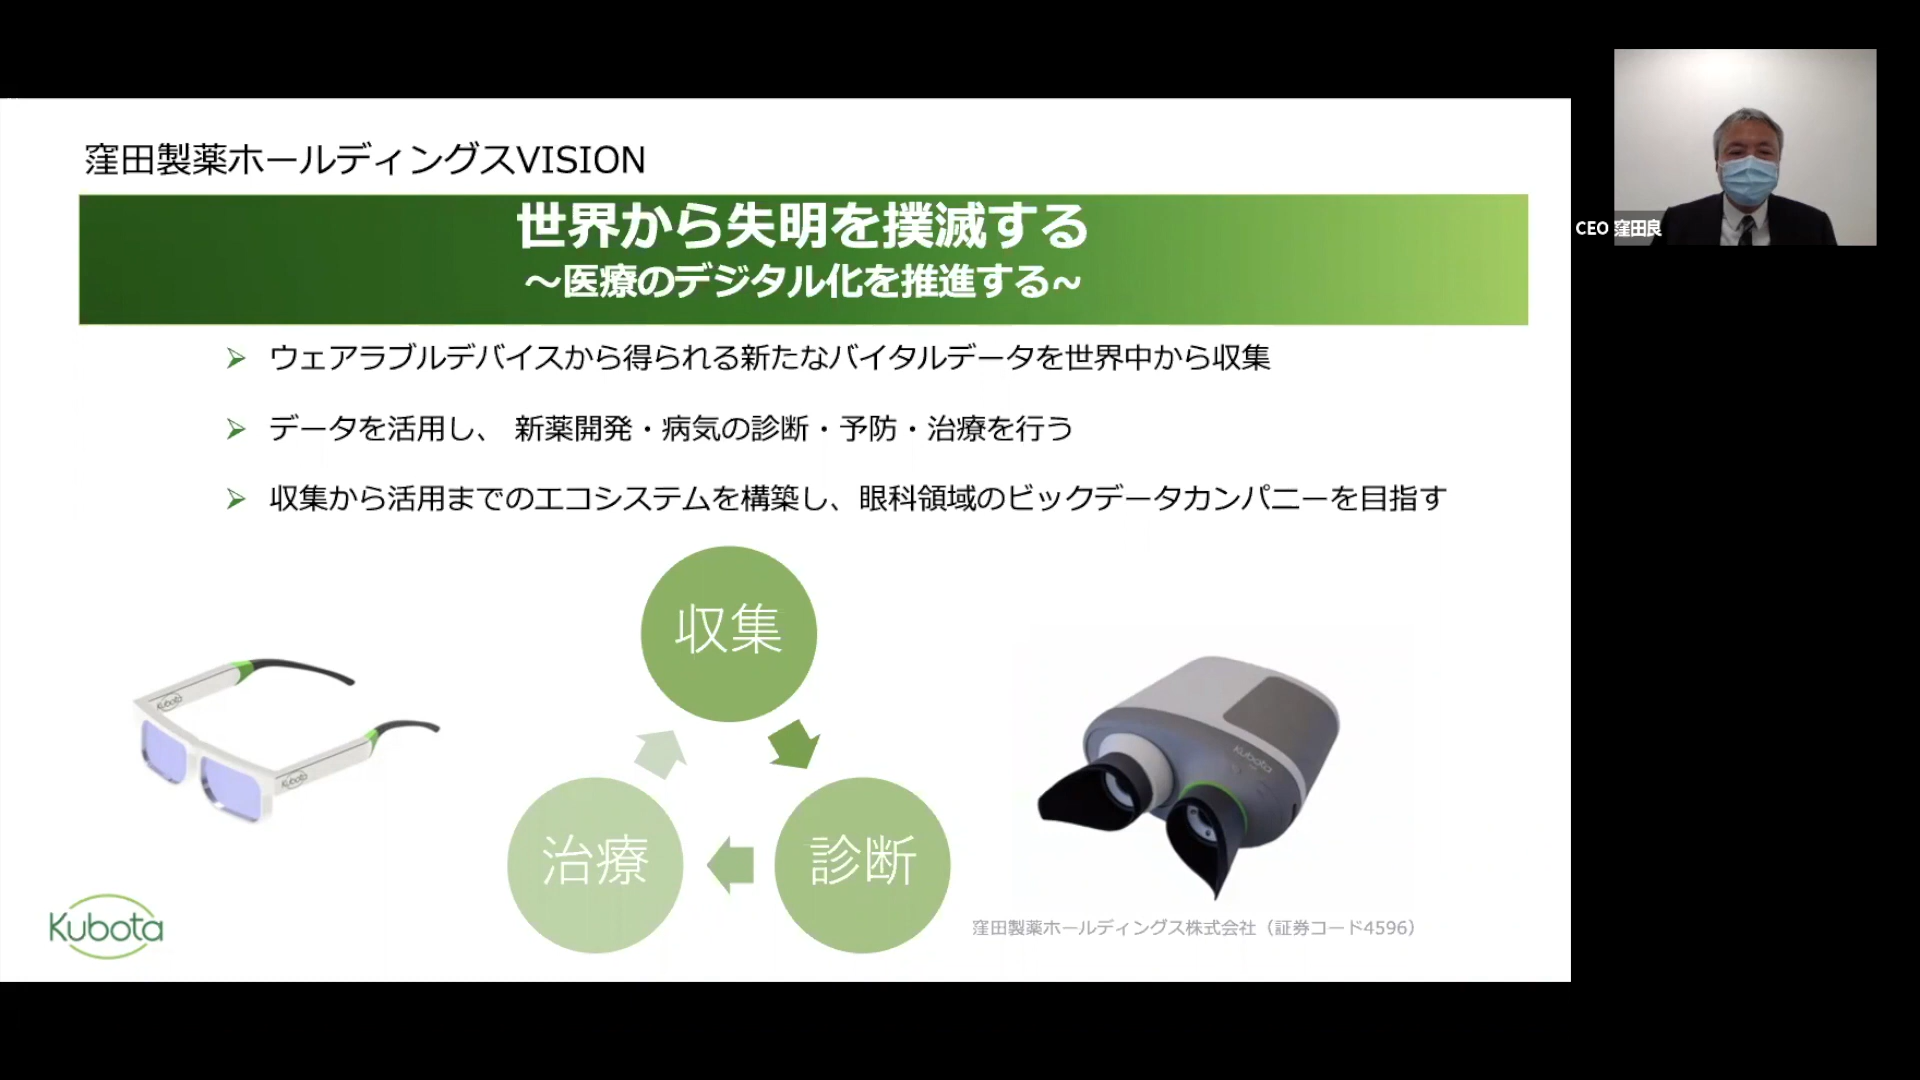 窪田製薬ホールディングスVISION
世界から失明を撲滅する
～医療のデジタル化を推進する~
ウェアラブルデバイスから得られる新たなバイタルデータを世界中から収集
データを活用し、 新薬開発・病気の診断・予防・治療を行う
収集から活用までのエコシステムを構築し、眼科領域のビックデータカンパニーを目指す
収集
治療
診断
Kubota
Kubota
Kubota
Kubota
窪田製薬ホールディングス株式会社（証券コード4596）
CEO 窪田良